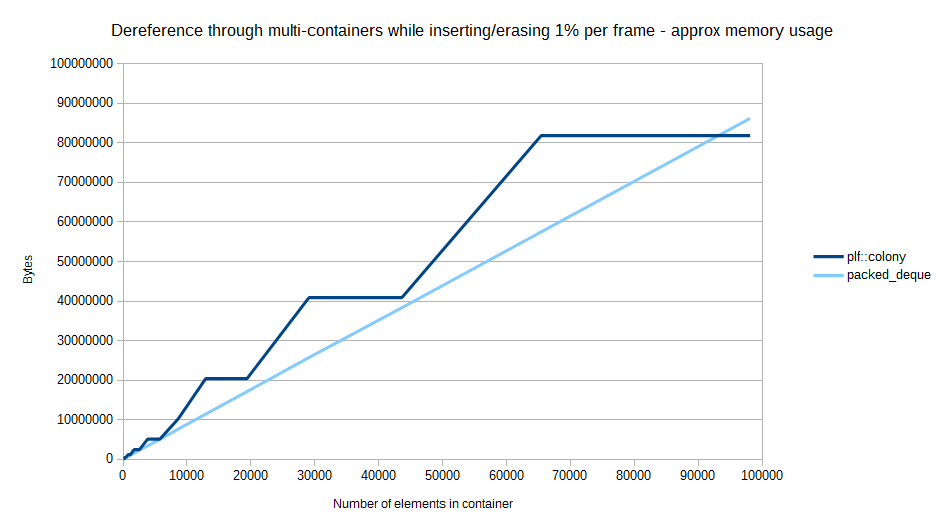 Dereference through multi-containers while inserting/erasing 1% per frame - approx memory usage
100000000
90000000
80000000
70000000
60000000
50000000
40000000
30000000
20000000
10000000
0
Bytes
0 10000 20000 30000 40000 50000 60000 70000 80000 90000 100000
Number of elements in container
plf::colony
packed_deque